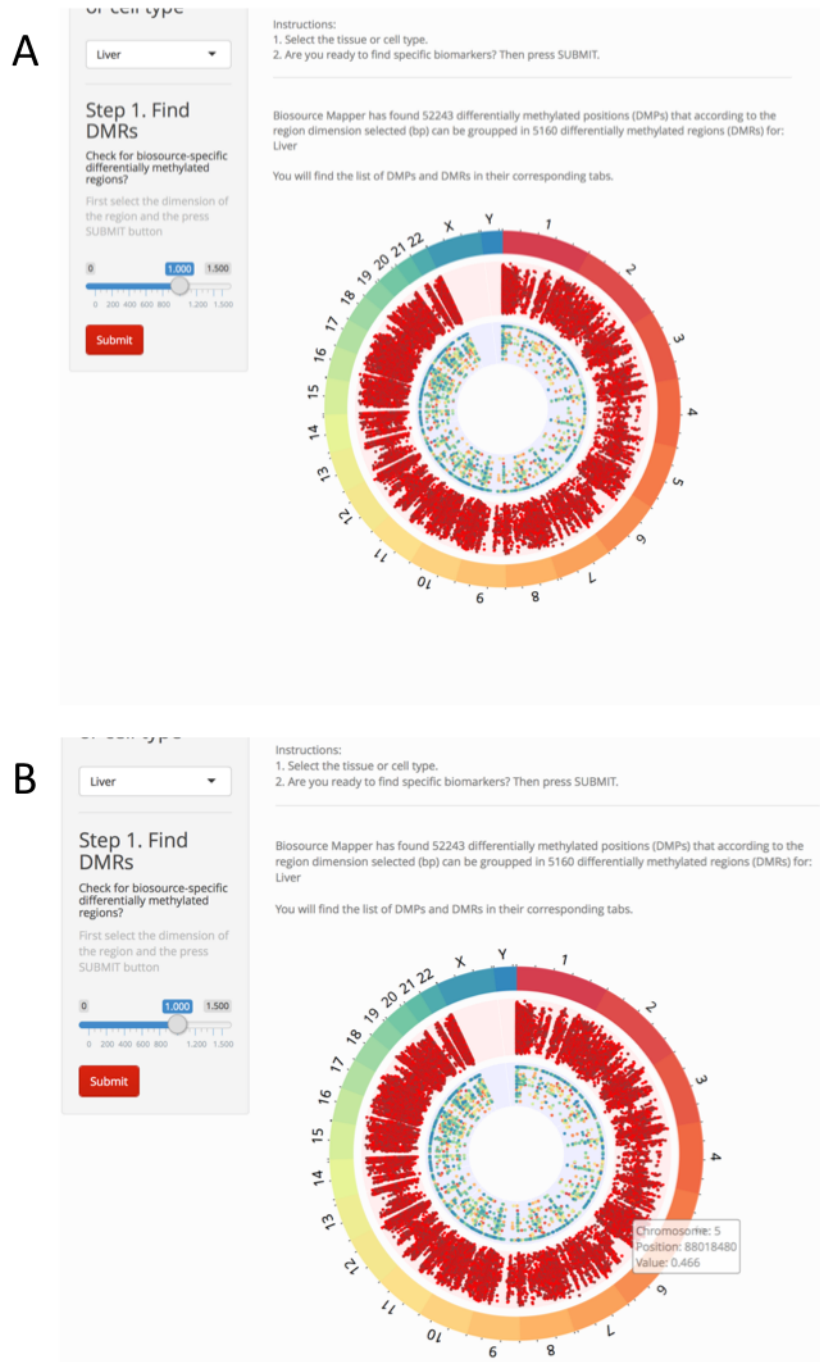 A
or cell type
Liver
Step 1. Find
DMRs
Check for biosource-specific
differentially methylated
regions?
First select the dimension of
the region and the press
SUBMIT button
0 1.000 1.500
0 200 400 600 800 1.200 1.500
Submit
Instructions:
1. Select the tissue or cell type.
2. Are you ready to find specific biomarkers? Then press SUBMIT.
Biosource Mapper has found 52243 differentially methylated positions (DMPs) that according to the
region dimension selected (bp) can be groupped in 5160 differentially methylated regions (DMRs) for:
Liver
You will find the list of DMPs and DMRs in their corresponding tabs.
1
2
3
4
5
6
7
8
9
10
11
12
13
14
15
16
17
18
19
20
21
22
X
Y
B
or cell type
Liver
Step 1. Find
DMRs
Check for biosource-specific
differentially methylated
regions?
First select the dimension of
the region and the press
SUBMIT button
0 1.000 1.500
0 200 400 600 800 1.200 1.500
Submit
Instructions:
1. Select the tissue or cell type.
2. Are you ready to find specific biomarkers? Then press SUBMIT.
Biosource Mapper has found 52243 differentially methylated positions (DMPs) that according to the
region dimension selected (bp) can be groupped in 5160 differentially methylated regions (DMRs) for:
Liver
You will find the list of DMPs and DMRs in their corresponding tabs.
1
2
3
4
Chromosome: 5
Position: 88018480
Value: 0.466
6
7
8
9
10
11
12
13
14
15
16
17
18
19
20
21
22
X
Y